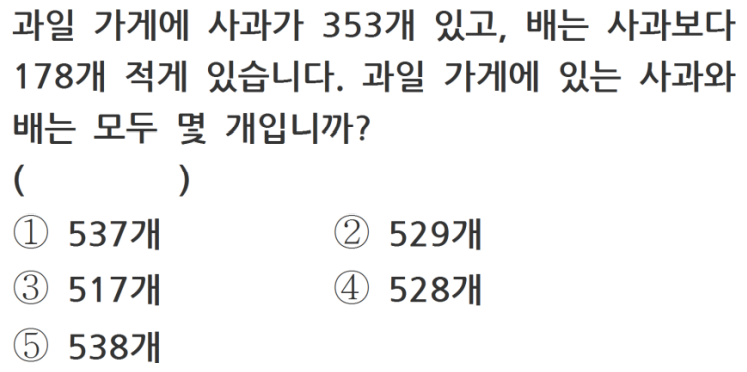 과일 가게에 사과가 353개 있고, 배는 사과보다
178개 적게 있습니다. 과일 가게에 있는 사과와
배는 모두 몇 개입니까?
(             )
① 537개 ② 529개
③ 517개 ④ 528개
⑤ 538개